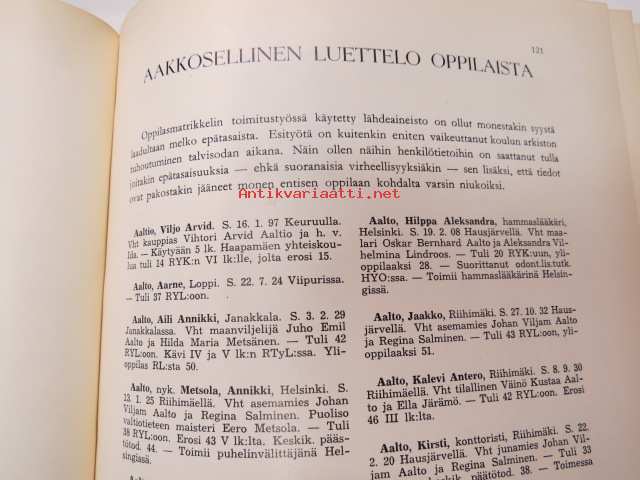 121
AAKKOSELLINEN LUETTELO OPPILAISTA
Oppilasmatrikkelin toimitustyössä käytetty lähdeaineisto on ollut monestakin syystä
laadultaan melko epätasaista. Esityötä on kuitenkin eniten vaikeuttanut koulun arkiston
tuhoutuminen talvisodan aikana. Näin ollen näihin henkilötietoihin on saattanut tulla
joitakin epätasaisuuksia — ehkä suoranaisia virheellisyyksiäkin — sen lisäksi, että tiedot
ovat pakostakin jääneet monen entisen oppilaan kohdalta varsin niukoiksi.
Antikvariaatti.net
Aaltio, Viljo Arvid. S. 16. 1. 97 Keuruulla.
Vht kauppias Vihtori Arvid Aaltio ja h. v.
Iida. — Käytyään 5 lk. Haapamäen yhteiskou-
lua tuli 14 RYK:n VI lk:lle, jolta erosi 15.
Aalto, Aarne, Loppi. S. 22. 7. 24 Viipurissa.
— Tuli 37 RYL:oon.
Aalto, Aili Annikki, Janakkala. S. 3. 2. 29
Janakkalassa. Vht maanviljelijä Juho Emil
Aalto ja Hilda Maria Metsänen. — Tuli 42
RYL:oon. Kävi IV ja V lk:n RTyL:ssa. Yli-
oppilas RL:sta 50.
Aalto, nyk. Metsola, Annikki, Helsinki. S.
13. 1. 25 Riihimäellä. Vht asemamies Johan
Viljam Aalto ja Regina Salminen. Puoliso
valtiotieteen maisteri Eero Metsola. — Tuli
38 RYL:oon. Erosi 43 V lk:lta. Keskik. pääs-
tötod. 44. — Toimii puhelinvälittäjänä Hel-
singissä.
Aalto, Hilppa Aleksandra, hammaslääkäri,
Helsinki. S. 19. 2. 08 Hausjärvellä. Vht maa-
lari Oskar Bernhard Aalto ja Aleksandra Vil-
helmina Lindroos. — Tuli 20 RYK:uun, yli-
oppilaaksi 28. — Suorittanut odont.lis.tutk.
HYO:ssa. — Toimii hammaslääkärinä Helsin-
gissä.
Aalto, Jaakko, Riihimäki. S. 27. 10. 32 Haus-
järvellä. Vht asemamies Johan Viljam Aalto
ja Regina Salminen. — Tuli 43 RYL:oon, yli-
oppilaaksi 51.
Aalto, Kalevi Antero, Riihimäki. S. 8. 9. 30
Riihimäellä. Vht tilallinen Väinö Kustaa Aal-
to ja Ella Järämö. — Tuli 42 RYL:oon. Erosi
46 III lk:lta.
Aalto, Kirsti, konttoristi, Riihimäki. S. 22.
2. 20 Hausjärvellä. Vht junamies Johan Vil-
jam Aalto ja Regina Salminen. — Tuli 33